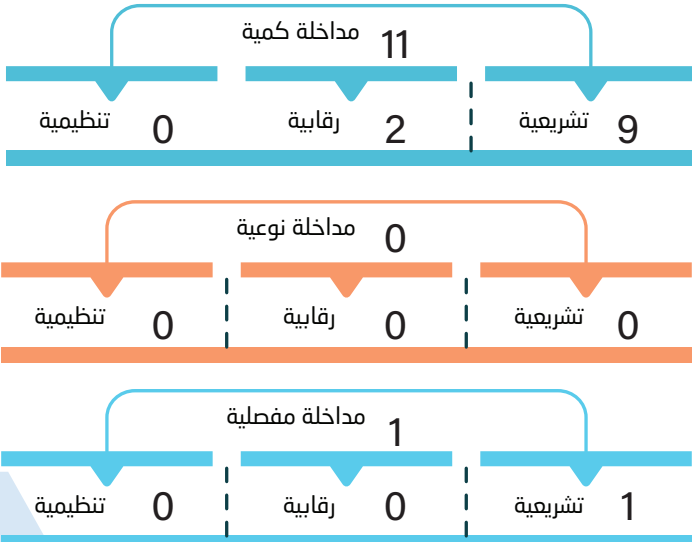 11 مداخلة كمية
9 تشريعية 2 رقابية 0 تنظيمية
0 مداخلة نوعية
0 تشريعية 0 رقابية 0 تنظيمية
1 مداخلة مفصلية
1 تشريعية 0 رقابية 0 تنظيمية